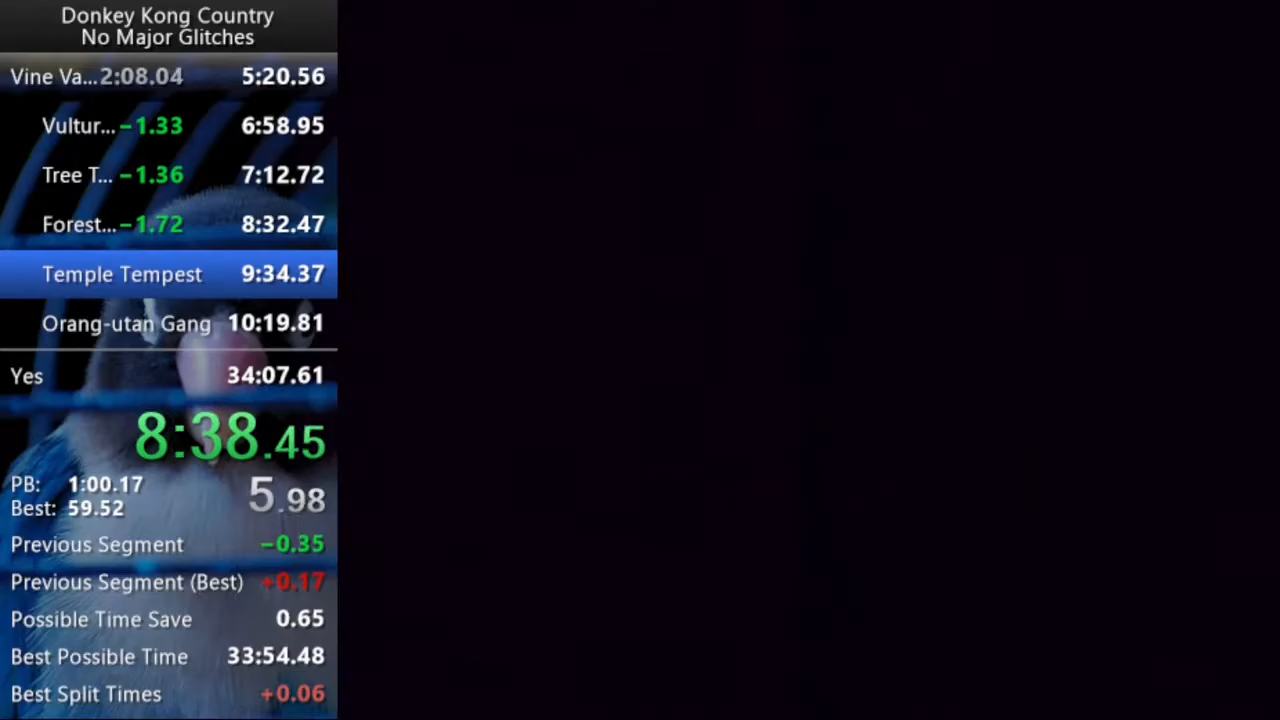 Donkey Kong Country
No Major Glitches
Vine Va... 2:08.04 5:20.56
Vultur... −1.33 6:58.95
Tree T... −1.36 7:12.72
Forest... −1.72 8:32.47
Temple Tempest 9:34.37
Orang-utan Gang 10:19.81
Yes 34:07.61
8:38.45
PB: 1:00.17 5.98
Best: 59.52
Previous Segment −0.35
Previous Segment (Best) +0.17
Possible Time Save 0.65
Best Possible Time 33:54.48
Best Split Times +0.06